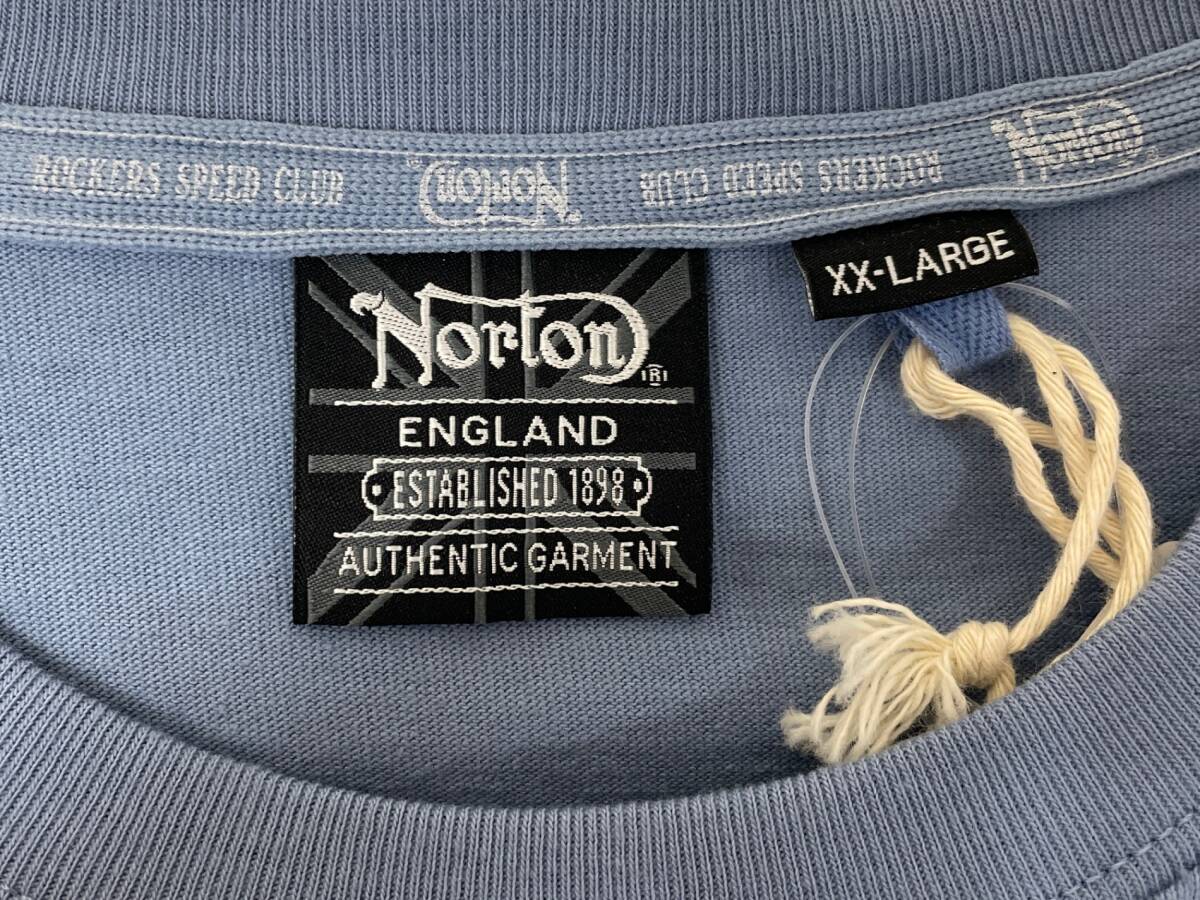 ROCKERS SPEED CLUB Norton ROCKERS SPEED CLUB Norton
XX-LARGE
Norton®
ENGLAND
ESTABLISHED 1898
AUTHENTIC GARMENT